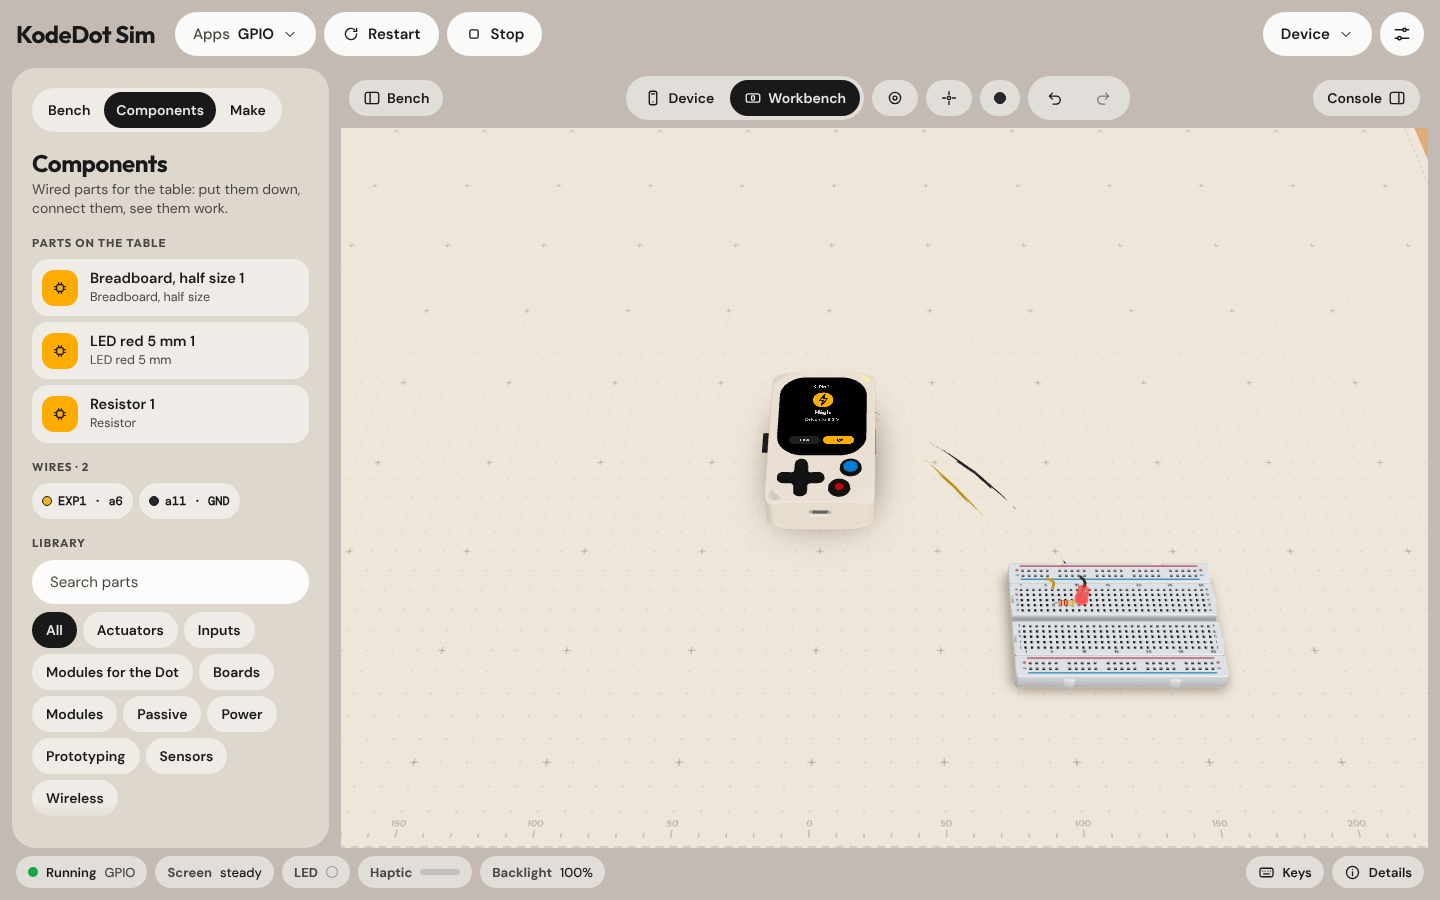 KodeDot Sim
Apps GPIO
Restart
Stop
Device
Bench
Components
Make
Bench
Device
Workbench
Console
Components
Wired parts for the table: put them down,
connect them, see them work.
PARTS ON THE TABLE
Breadboard, half size 1
Breadboard, half size
LED red 5 mm 1
LED red 5 mm
Resistor 1
Resistor
WIRES · 2
EXP1 · a6
a11 · GND
LIBRARY
Search parts
All
Actuators
Inputs
Modules for the Dot
Boards
Modules
Passive
Power
Prototyping
Sensors
Wireless
150 100 50 0 50 100 150 200
Running GPIO
Screen steady
LED
Haptic
Backlight 100%
Keys
Details